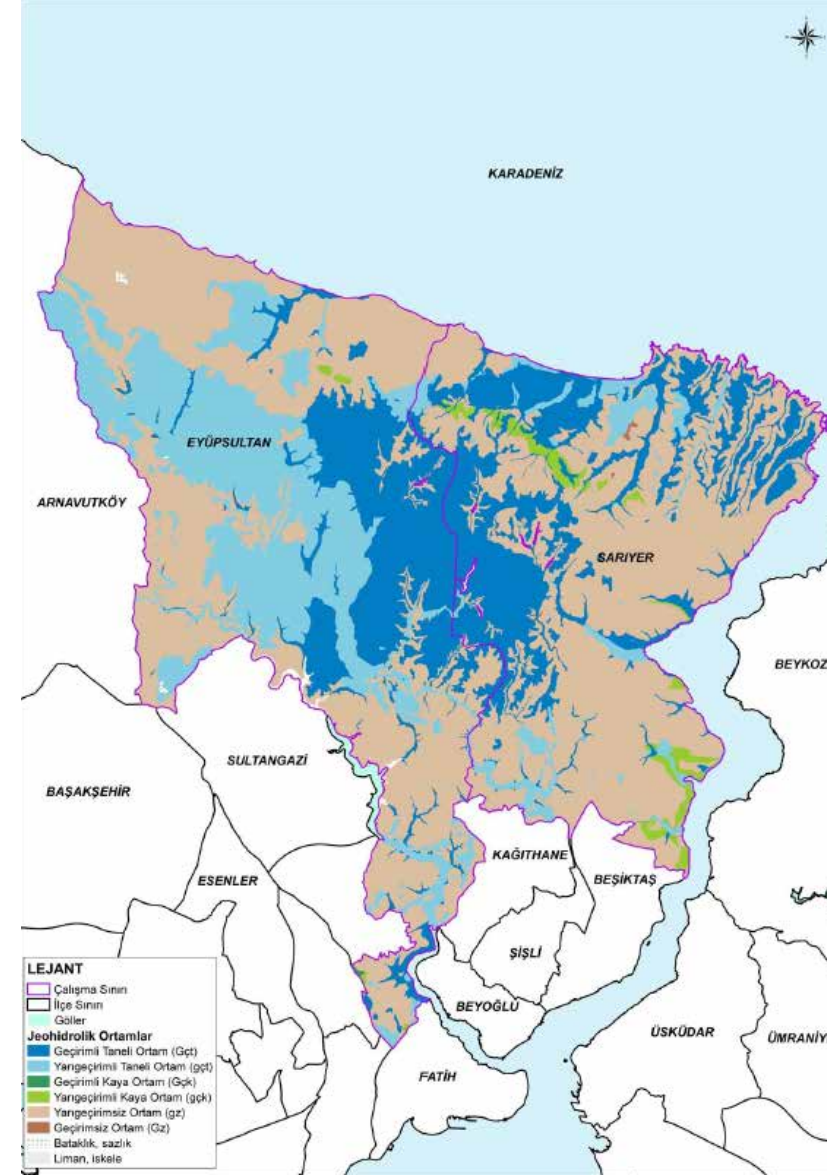 KARADENİZ
EYÜPSULTAN
ARNAVUTKÖY
SARIYER
BEYKOZ
SULTANGAZİ
BAŞAKŞEHİR
KAĞITHANE
ESENLER
BEŞİKTAŞ
ŞİŞLİ
BEYOĞLU
ÜSKÜDAR
ÜMRANİY
FATİH
LEJANT
Çalışma Sınırı
İlçe Sınırı
Göller
Jeohidrolik Ortamlar
Geçirimli Taneli Ortam (Gçt)
Yarıgeçirimli Taneli Ortam (gçt)
Geçirimli Kaya Ortam (Gçk)
Yarıgeçirimli Kaya Ortam (gçk)
Yarıgeçirimsiz Ortam (gz)
Geçirimsiz Ortam (Gz)
Bataklık, sazlık
Liman, iskele